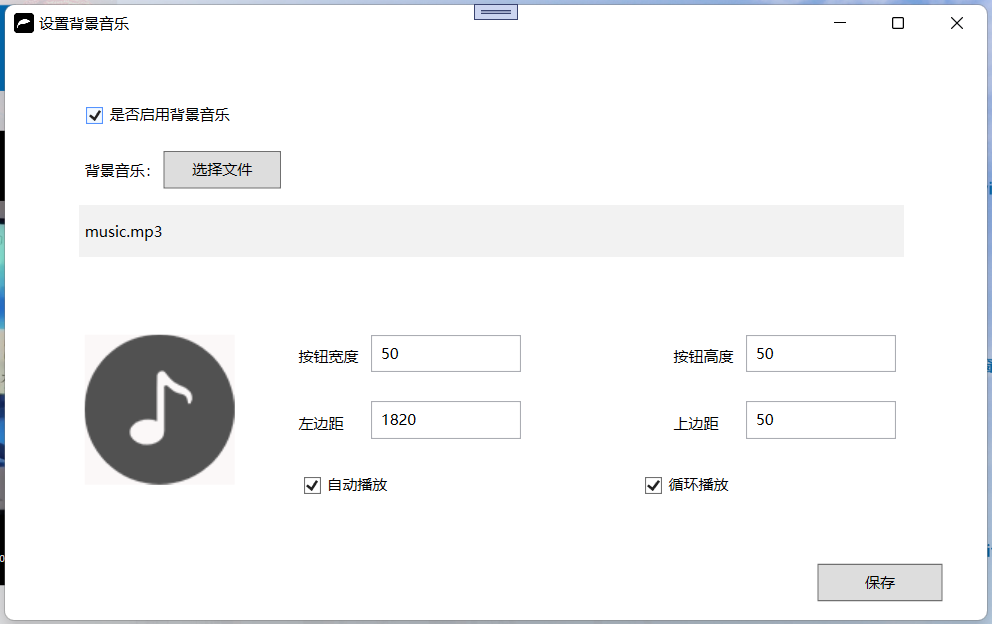 设置背景音乐
是否启用背景音乐
背景音乐： 选择文件
music.mp3
按钮宽度 50 按钮高度 50
左边距 1820 上边距 50
自动播放 循环播放
保存